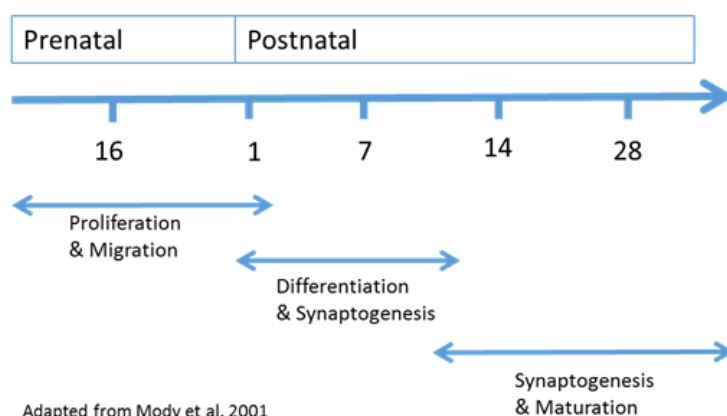 Prenatal
Postnatal
16
1
7
14
28
Proliferation
& Migration
Differentiation
& Synaptogenesis
Synaptogenesis
& Maturation
Adapted from Mody et al. 2001